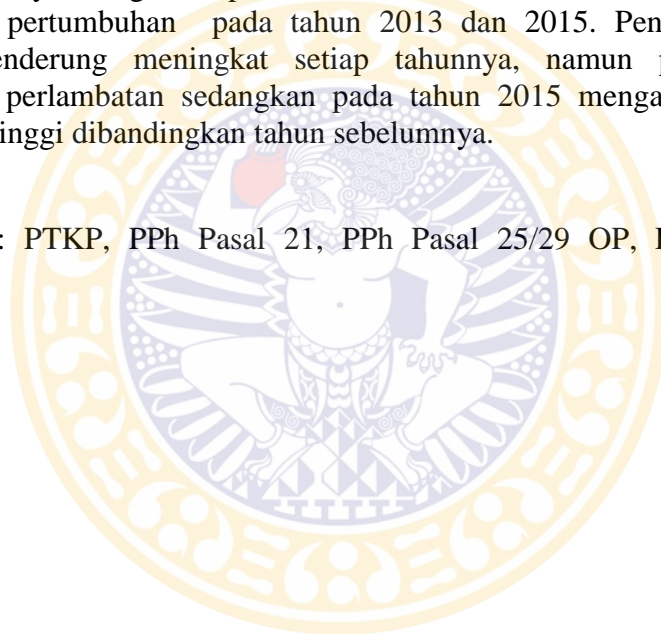 pertumbuhan pada tahun 2013 dan 2015. Pen
enderung meningkat setiap tahunnya, namun p
perlambatan sedangkan pada tahun 2015 menga
inggi dibandingkan tahun sebelumnya.
: PTKP, PPh Pasal 21, PPh Pasal 25/29 OP,